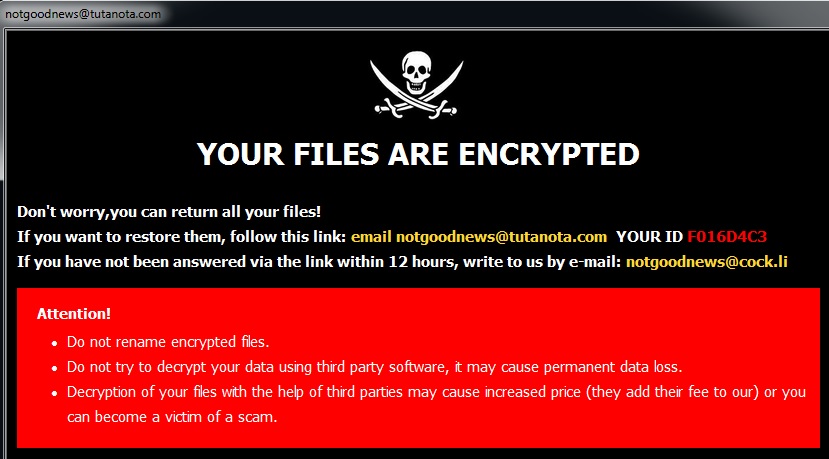 notgoodnews@tutanota.com
YOUR FILES ARE ENCRYPTED
Don't worry,you can return all your files!
If you want to restore them, follow this link: email notgoodnews@tutanota.com YOUR ID F016D4C3
If you have not been answered via the link within 12 hours, write to us by e-mail: notgoodnews@cock.li
Attention!
• Do not rename encrypted files.
• Do not try to decrypt your data using third party software, it may cause permanent data loss.
• Decryption of your files with the help of third parties may cause increased price (they add their fee to our) or you
can become a victim of a scam.